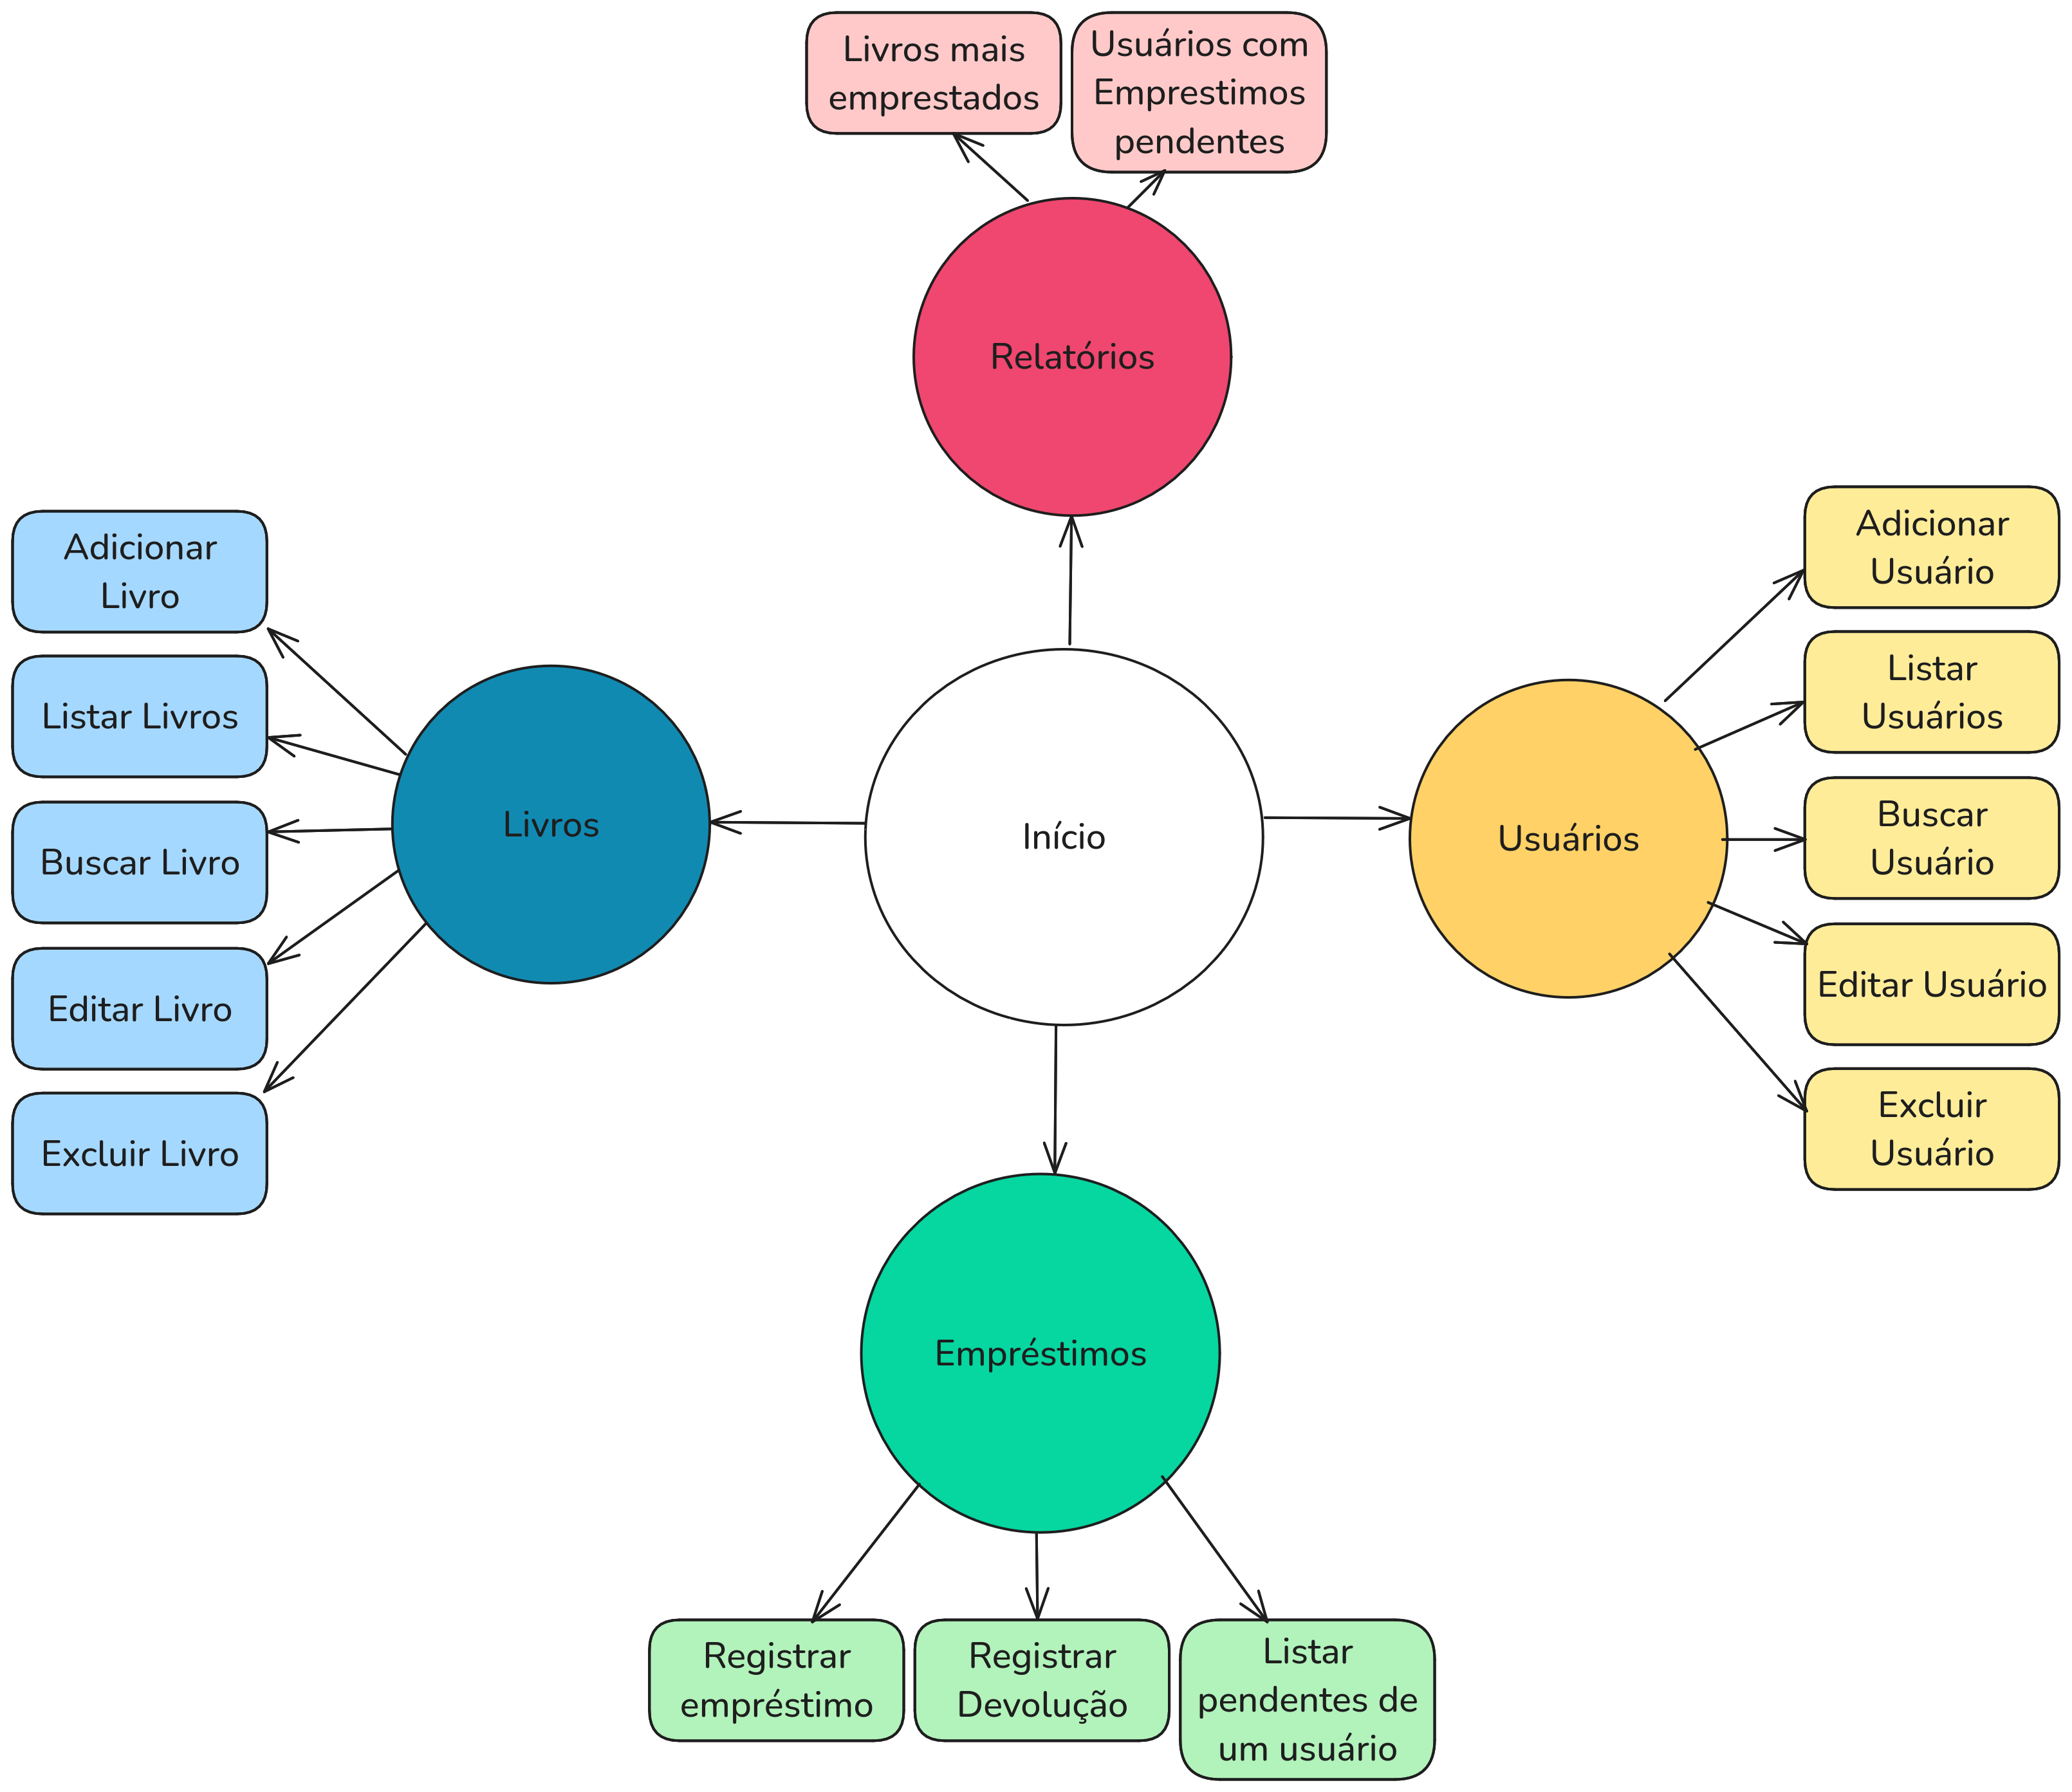 Livros mais
emprestados
Usuários com
Emprestimos
pendentes
Relatórios
Adicionar
Livro
Listar Livros
Buscar Livro
Editar Livro
Excluir Livro
Livros
Início
Usuários
Adicionar
Usuário
Listar
Usuários
Buscar
Usuário
Editar Usuário
Excluir
Usuário
Empréstimos
Registrar
empréstimo
Registrar
Devolução
Listar
pendentes de
um usuário